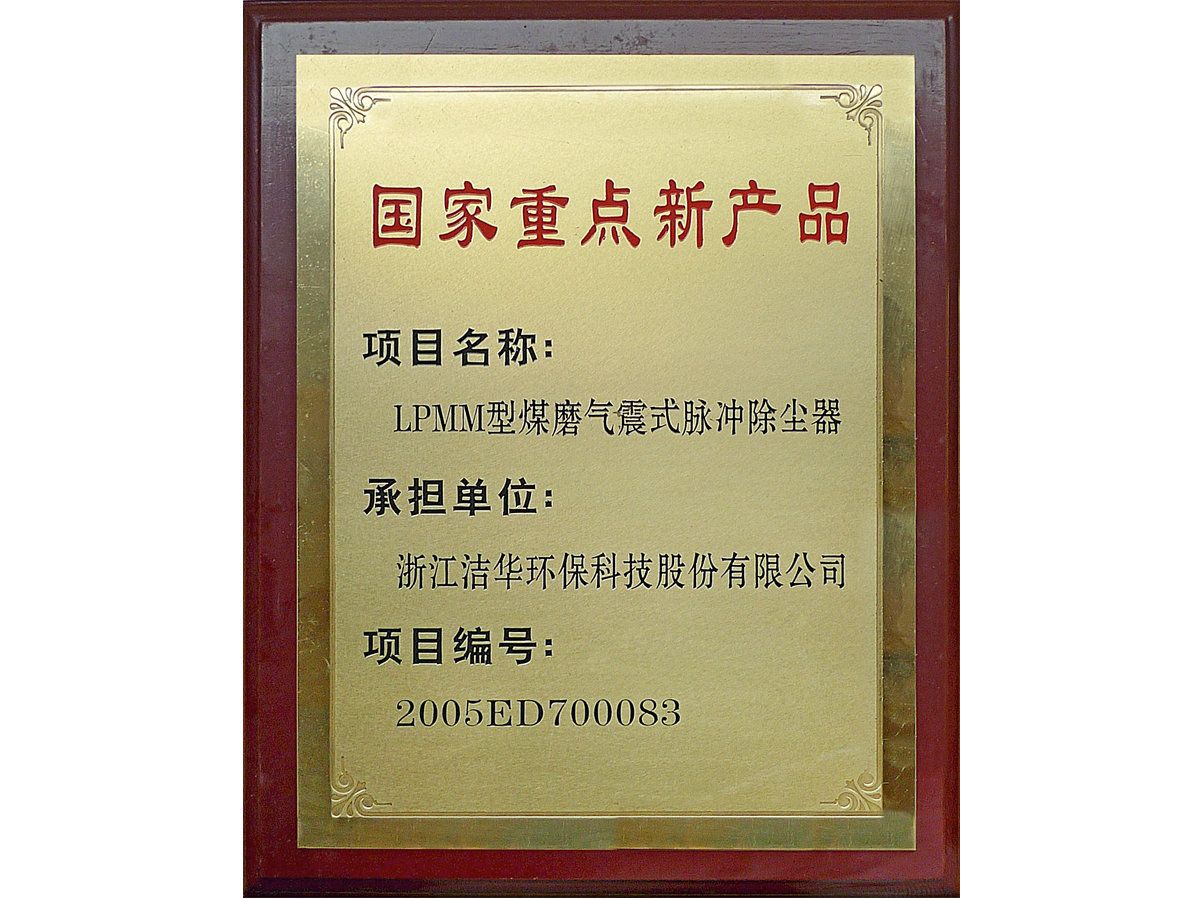 国家重点新产品
项目名称:
LPMM型煤磨气震式脉冲除尘器
承担单位:
浙江洁华环保科技股份有限公司
项目编号:
2005ED700083